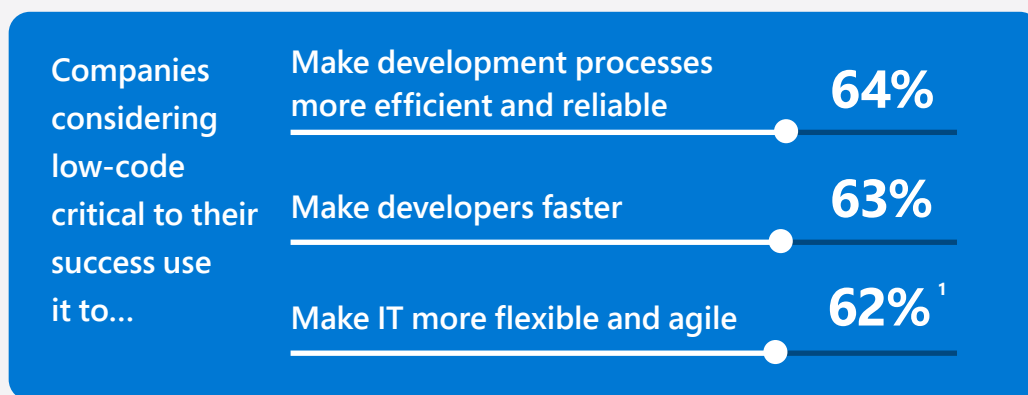 Companies
considering
low-code
critical to their
success use
it to...
Make development processes
more efficient and reliable
64%
Make developers faster
63%
Make IT more flexible and agile
62% 1